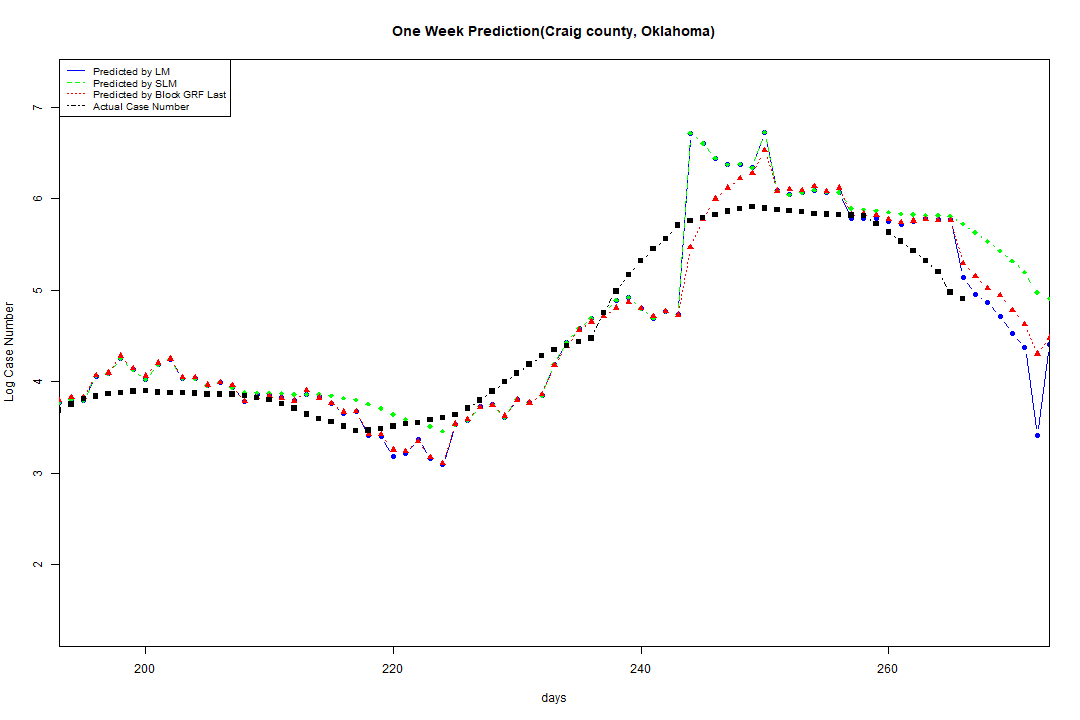 One Week Prediction(Craig county, Oklahoma)
Predicted by LM
Predicted by SLM
Predicted by Block GRF Last
Actual Case Number
7
6
5
4
3
2
Log Case Number
200 220 240 260
days